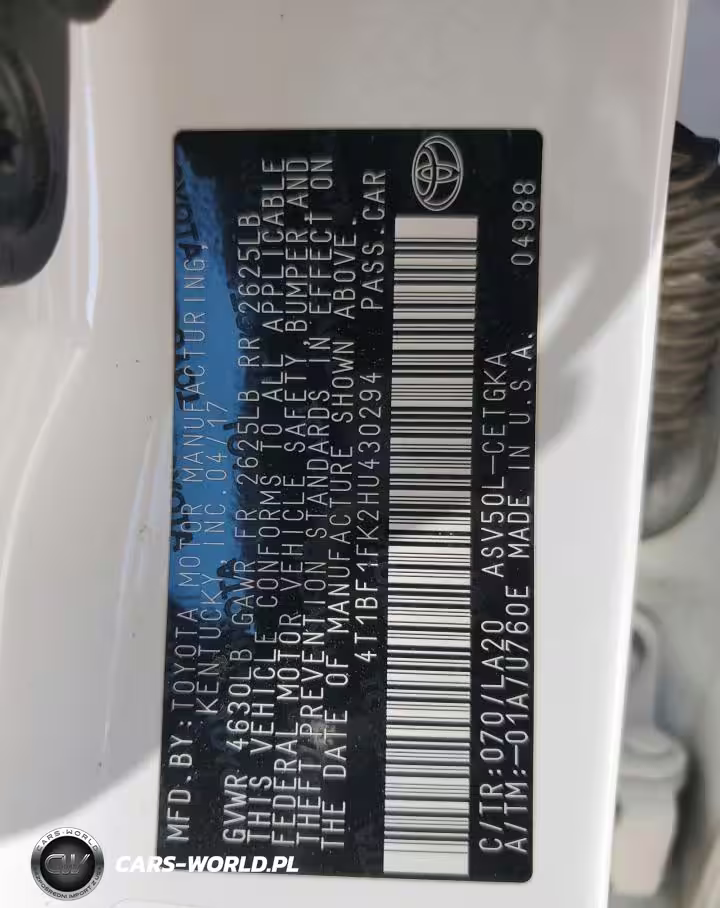 MFD.BY:TOYOTA MOTOR MANUFACTURING,
KENTUCKY INC.04/17
GVWR 4630LB GAWR FR 2625LB RR 2625LB
THIS VEHICLE CONFORMS TO ALL APPLICABLE
FEDERAL MOTOR VEHICLE SAFETY, BUMPER, AND
THEFT PREVENTION STANDARDS IN EFFECT ON
THE DATE OF MANUFACTURE SHOWN ABOVE.
4T1BF1FK2HU430294 PASS.CAR
C/TR:070/LA20 ASV50L-CETGKA
A/TM:-01A/U760E MADE IN U.S.A. 04988
CARS-WORLD
CW
CARS-WORLD.PL